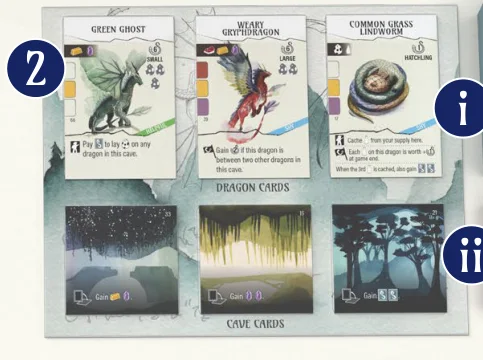 2
GREEN GHOST
SMALL
Pay to lay on any
dragon in this cave.
WEARY
GRYPHDRAGON
LARGE
Gain if this dragon is
between two other dragons in
this cave.
COMMON GRASS
LINDWORM
HATCHLING
Cache from your supply here.
Each on this dragon is worth
at game end.
When the 3rd is cached, also gain
i
DRAGON CARDS
Gain
Gain
Gain
ii
CAVE CARDS